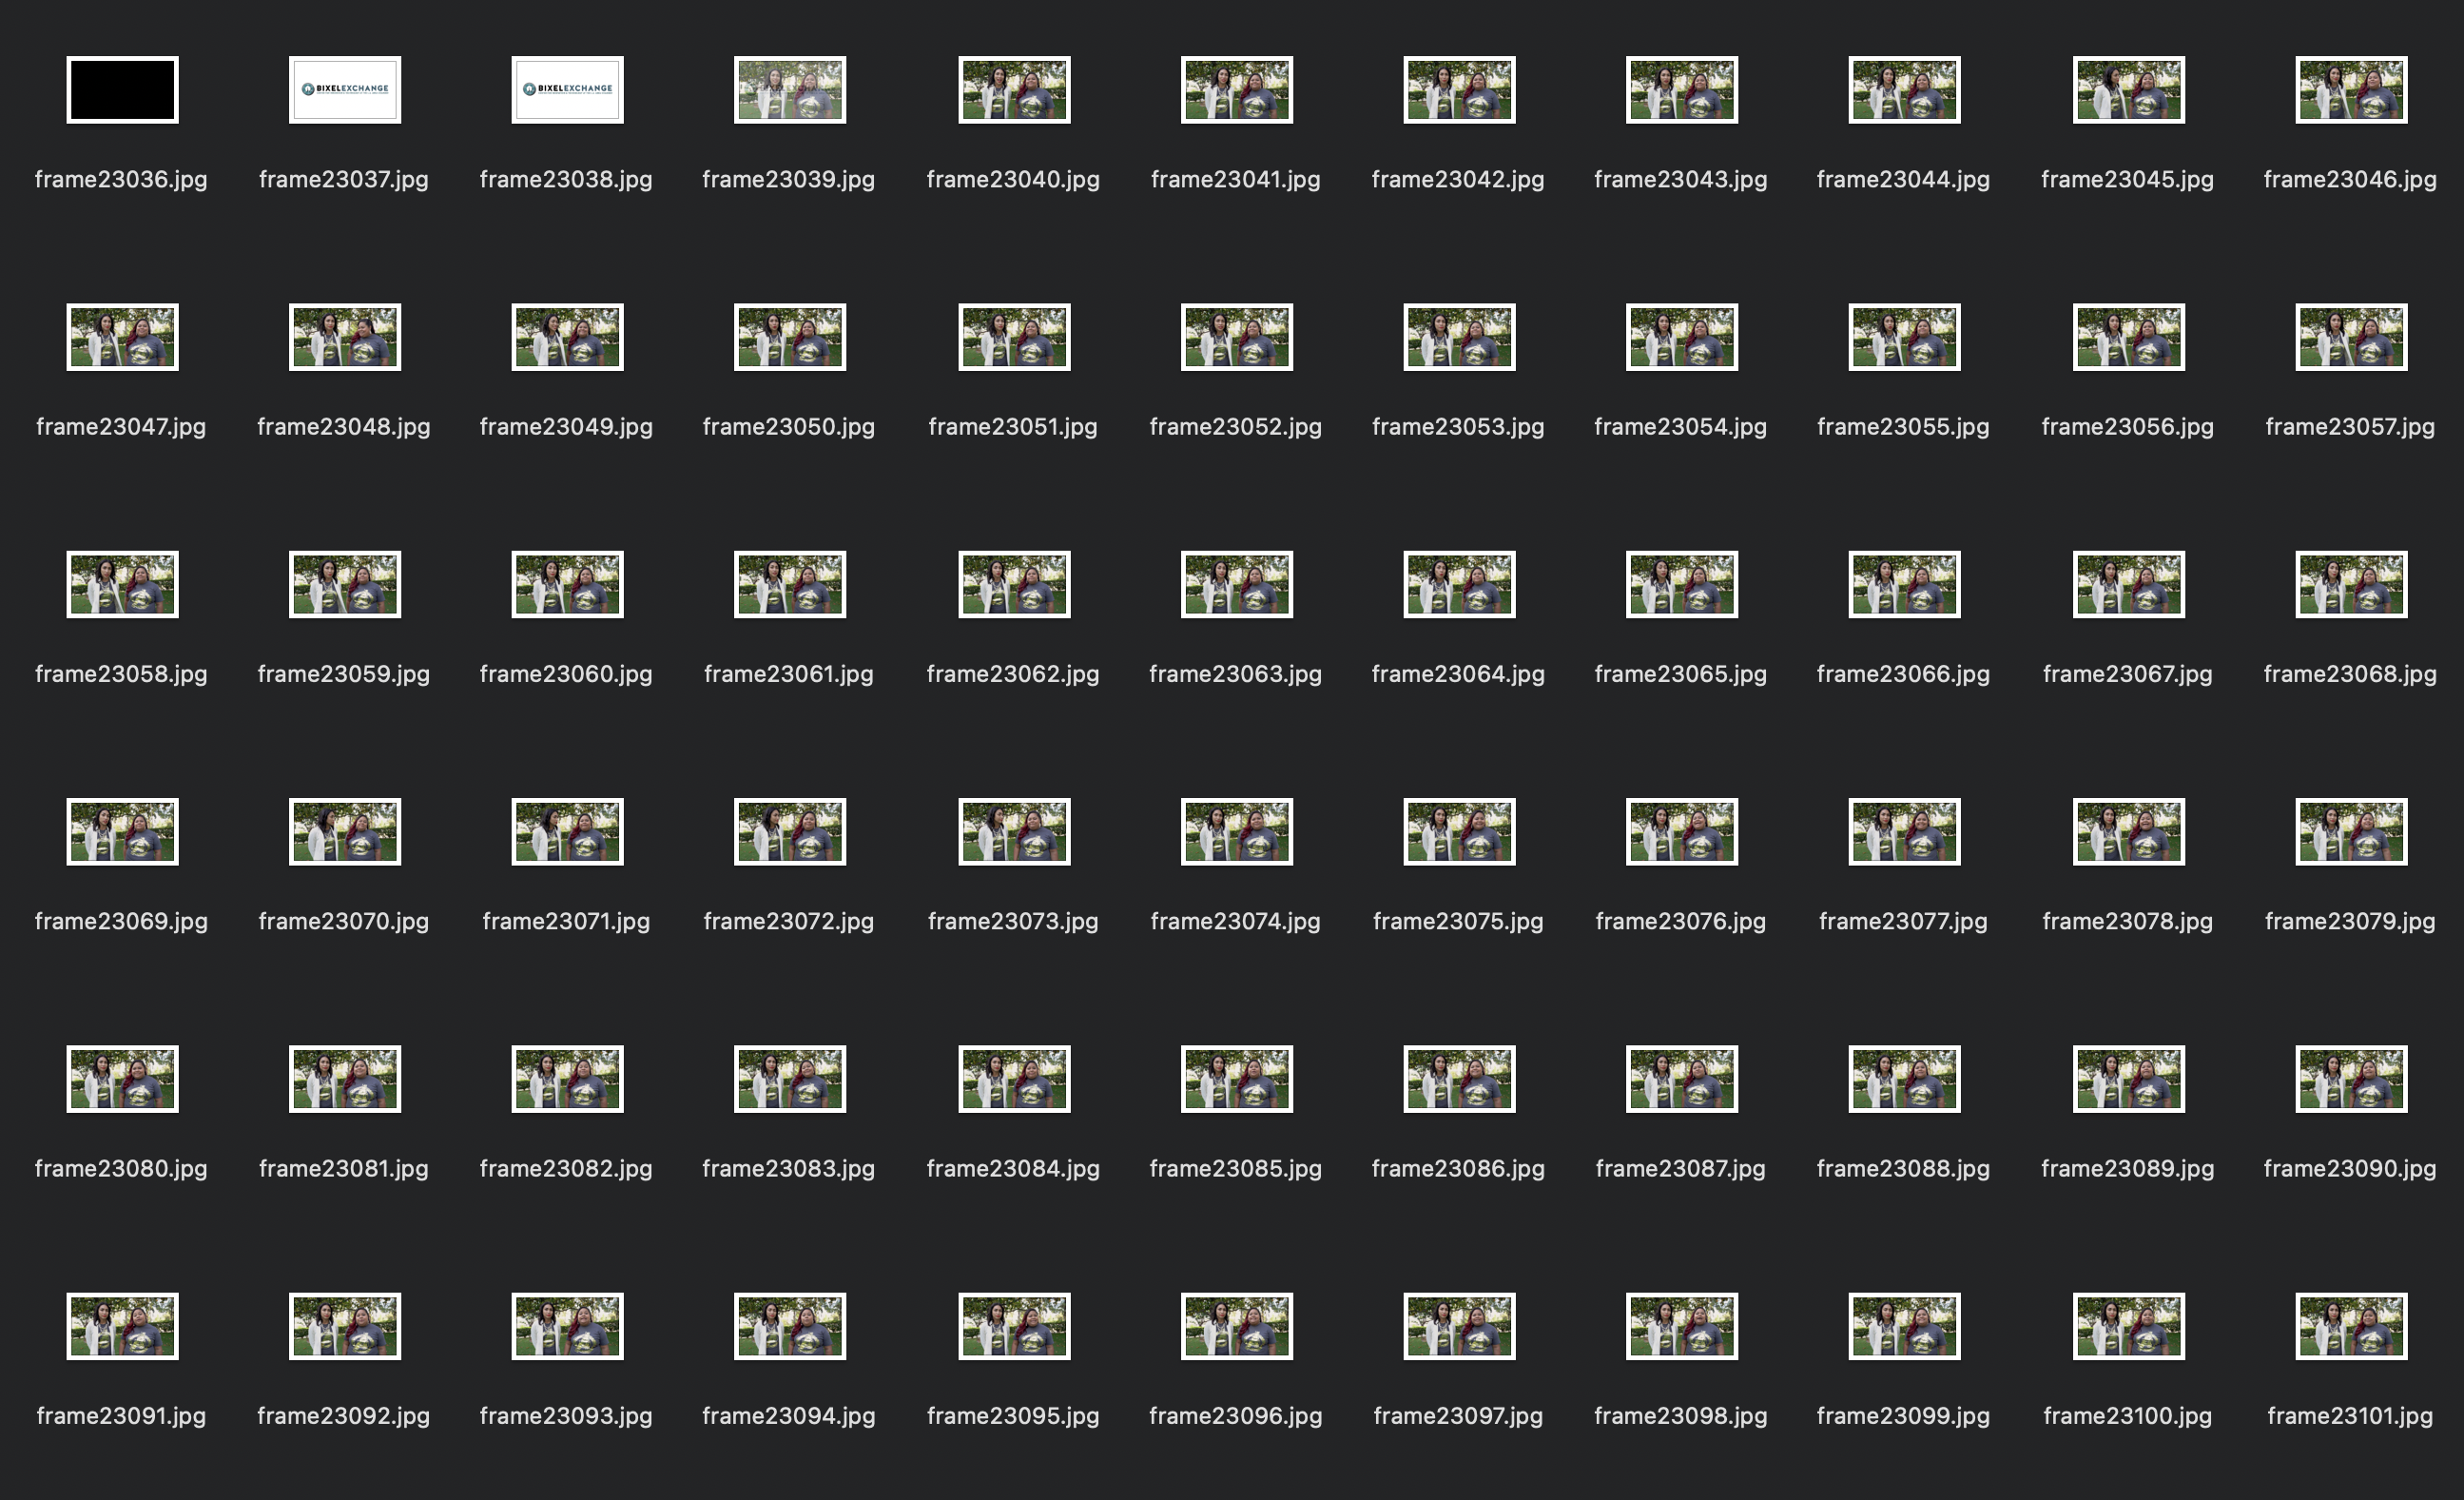 BIXELEXCHANGE
BIXELEXCHANGE
BIXELEXCHANGE
frame23036.jpg frame23037.jpg frame23038.jpg frame23039.jpg frame23040.jpg frame23041.jpg frame23042.jpg frame23043.jpg frame23044.jpg frame23045.jpg frame23046.jpg
frame23047.jpg frame23048.jpg frame23049.jpg frame23050.jpg frame23051.jpg frame23052.jpg frame23053.jpg frame23054.jpg frame23055.jpg frame23056.jpg frame23057.jpg
frame23058.jpg frame23059.jpg frame23060.jpg frame23061.jpg frame23062.jpg frame23063.jpg frame23064.jpg frame23065.jpg frame23066.jpg frame23067.jpg frame23068.jpg
frame23069.jpg frame23070.jpg frame23071.jpg frame23072.jpg frame23073.jpg frame23074.jpg frame23075.jpg frame23076.jpg frame23077.jpg frame23078.jpg frame23079.jpg
frame23080.jpg frame23081.jpg frame23082.jpg frame23083.jpg frame23084.jpg frame23085.jpg frame23086.jpg frame23087.jpg frame23088.jpg frame23089.jpg frame23090.jpg
frame23091.jpg frame23092.jpg frame23093.jpg frame23094.jpg frame23095.jpg frame23096.jpg frame23097.jpg frame23098.jpg frame23099.jpg frame23100.jpg frame23101.jpg